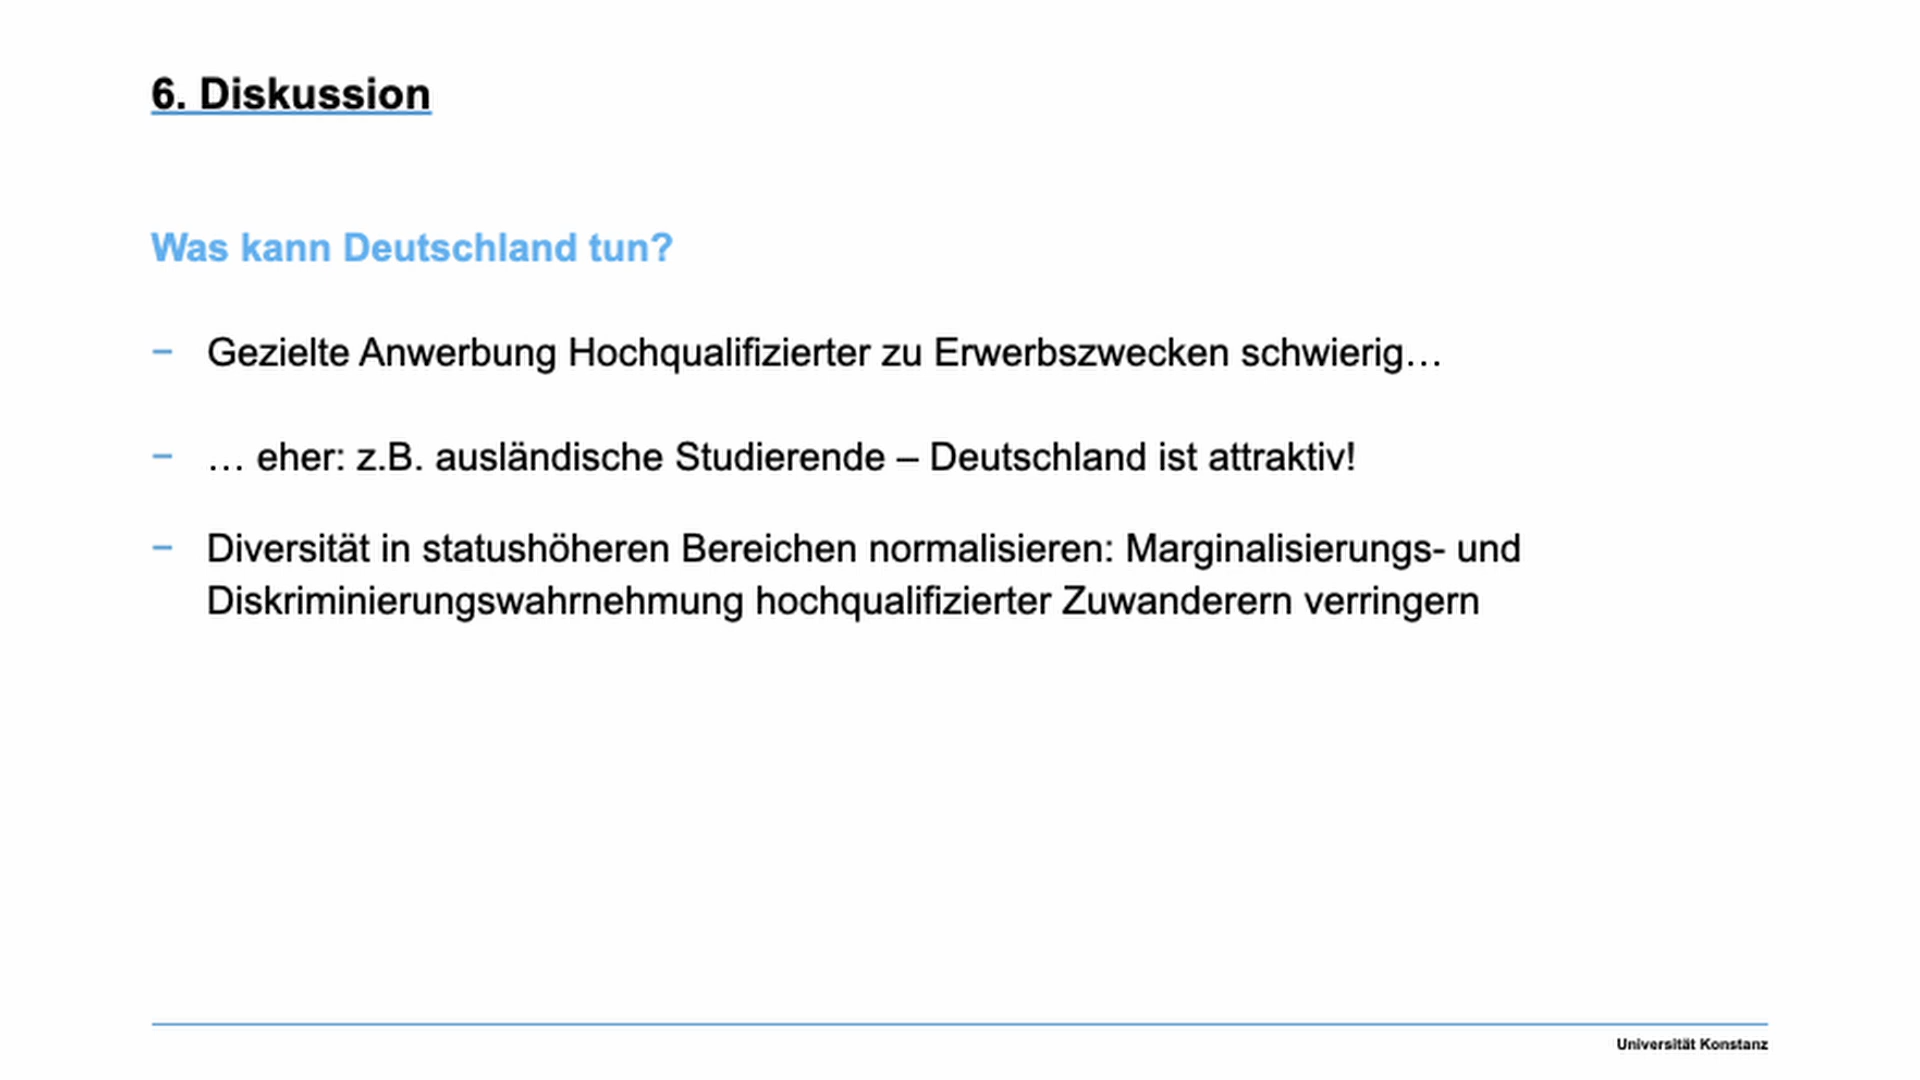 6. Diskussion
Was kann Deutschland tun?
– Gezielte Anwerbung Hochqualifizierter zu Erwerbszwecken schwierig…
– … eher: z.B. ausländische Studierende – Deutschland ist attraktiv!
– Diversität in statushöheren Bereichen normalisieren: Marginalisierungs- und
Diskriminierungswahrnehmung hochqualifizierter Zuwanderern verringern
Universität Konstanz